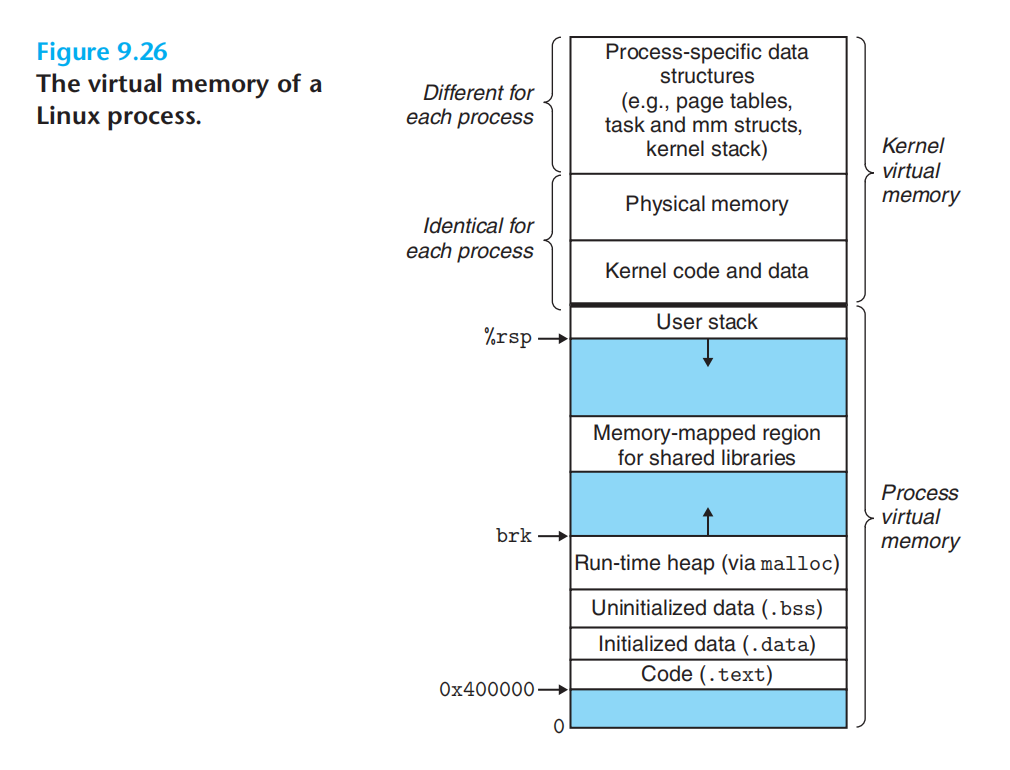 Figure 9.26
The virtual memory of a
Linux process.
Different for
each process
Identical for
each process
Process-specific data
structures
(e.g., page tables,
task and mm structs,
kernel stack)
Physical memory
Kernel code and data
Kernel
virtual
memory
User stack
%rsp
Memory-mapped region
for shared libraries
brk
Run-time heap (via malloc)
Uninitialized data (.bss)
Initialized data (.data)
Code (.text)
0x400000
0
Process
virtual
memory